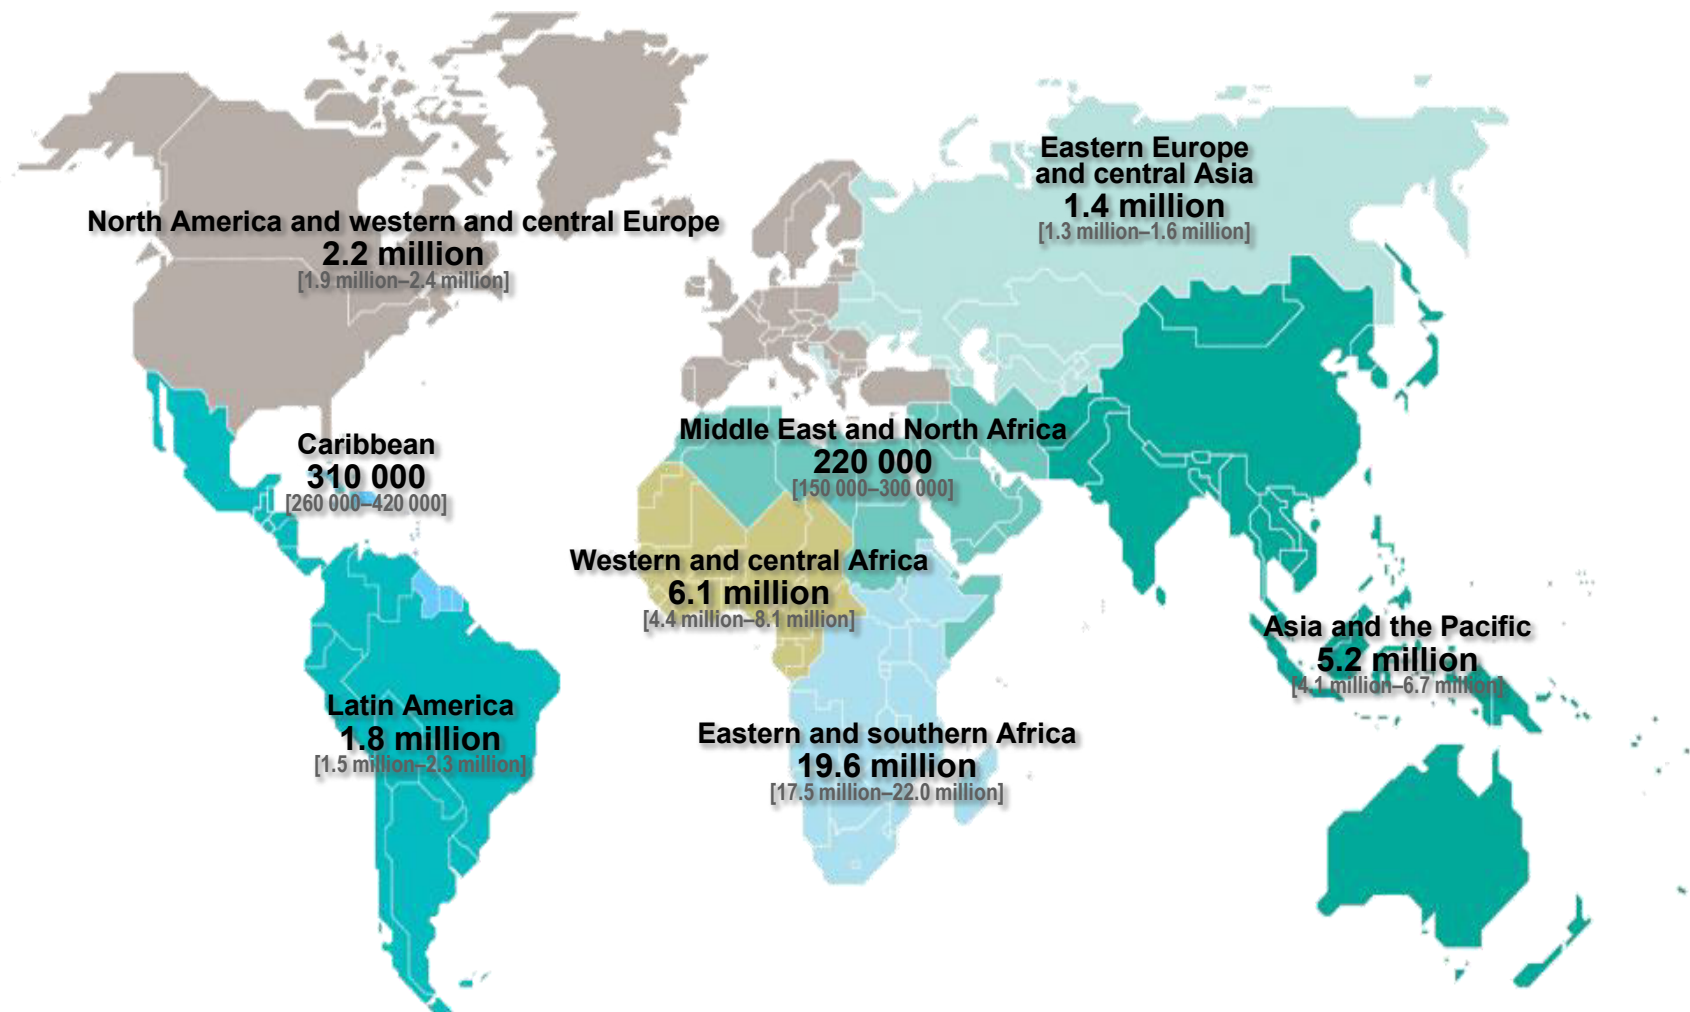 Eastern Europe
and central Asia
1.4 million
[1.3 million–1.6 million]
North America and western and central Europe
2.2 million
[1.9 million–2.4 million]
Middle East and North Africa
220 000
[150 000–300 000]
Caribbean
310 000
[260 000–420 000]
Western and central Africa
6.1 million
[4.4 million–8.1 million]
Asia and the Pacific
5.2 million
[4.1 million–6.7 million]
Latin America
1.8 million
[1.5 million–2.3 million]
Eastern and southern Africa
19.6 million
[17.5 million–22.0 million]